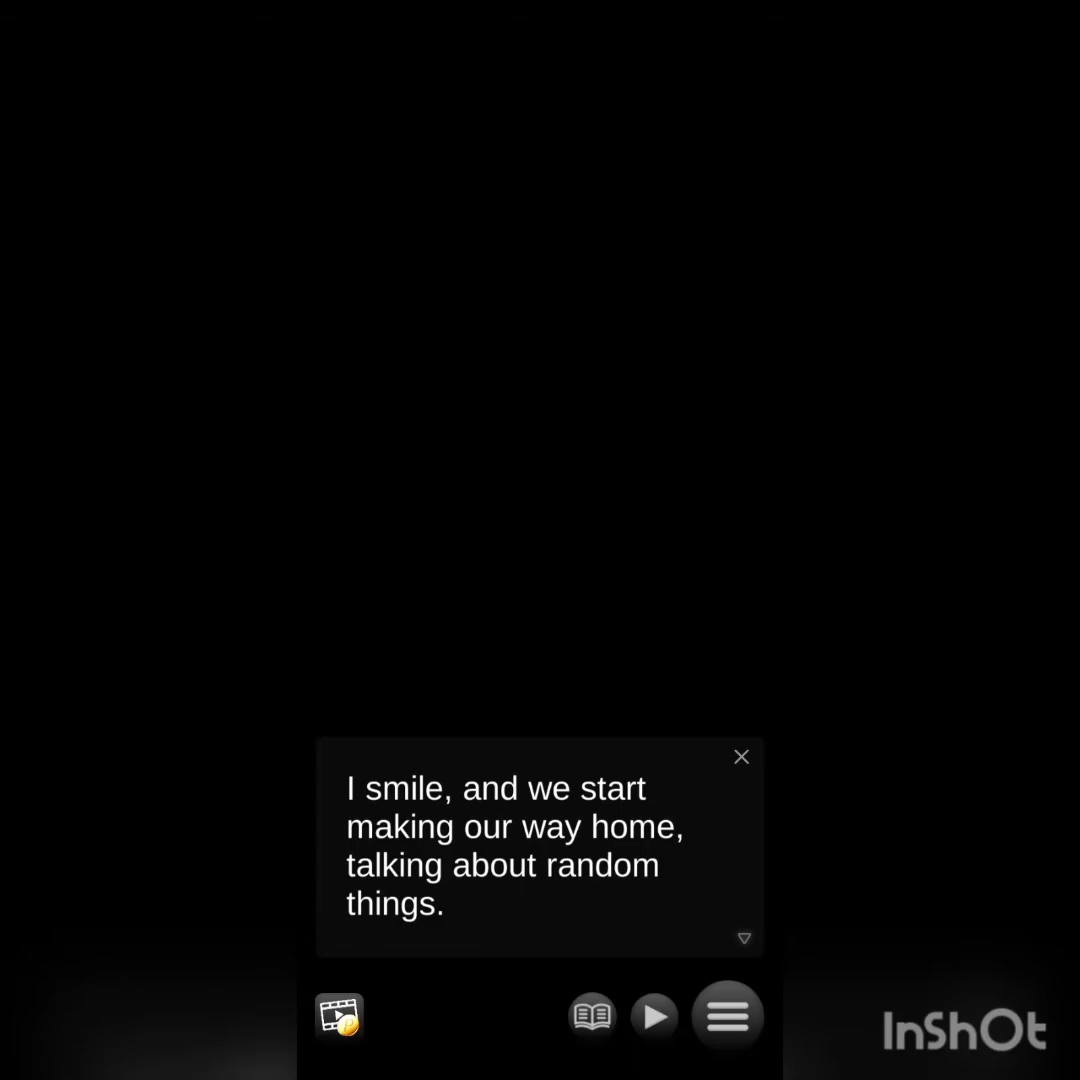 I smile, and we start
making our way home,
talking about random
things.
P
InShOt